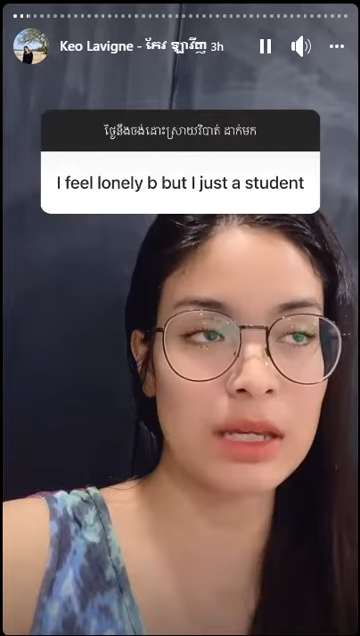 Keo Lavigne - កែវ ឡាវីញ 3h
ថ្ងៃនឹងចង់ដោះស្រាយវិបាត់ ដាក់មក
I feel lonely b but I just a student